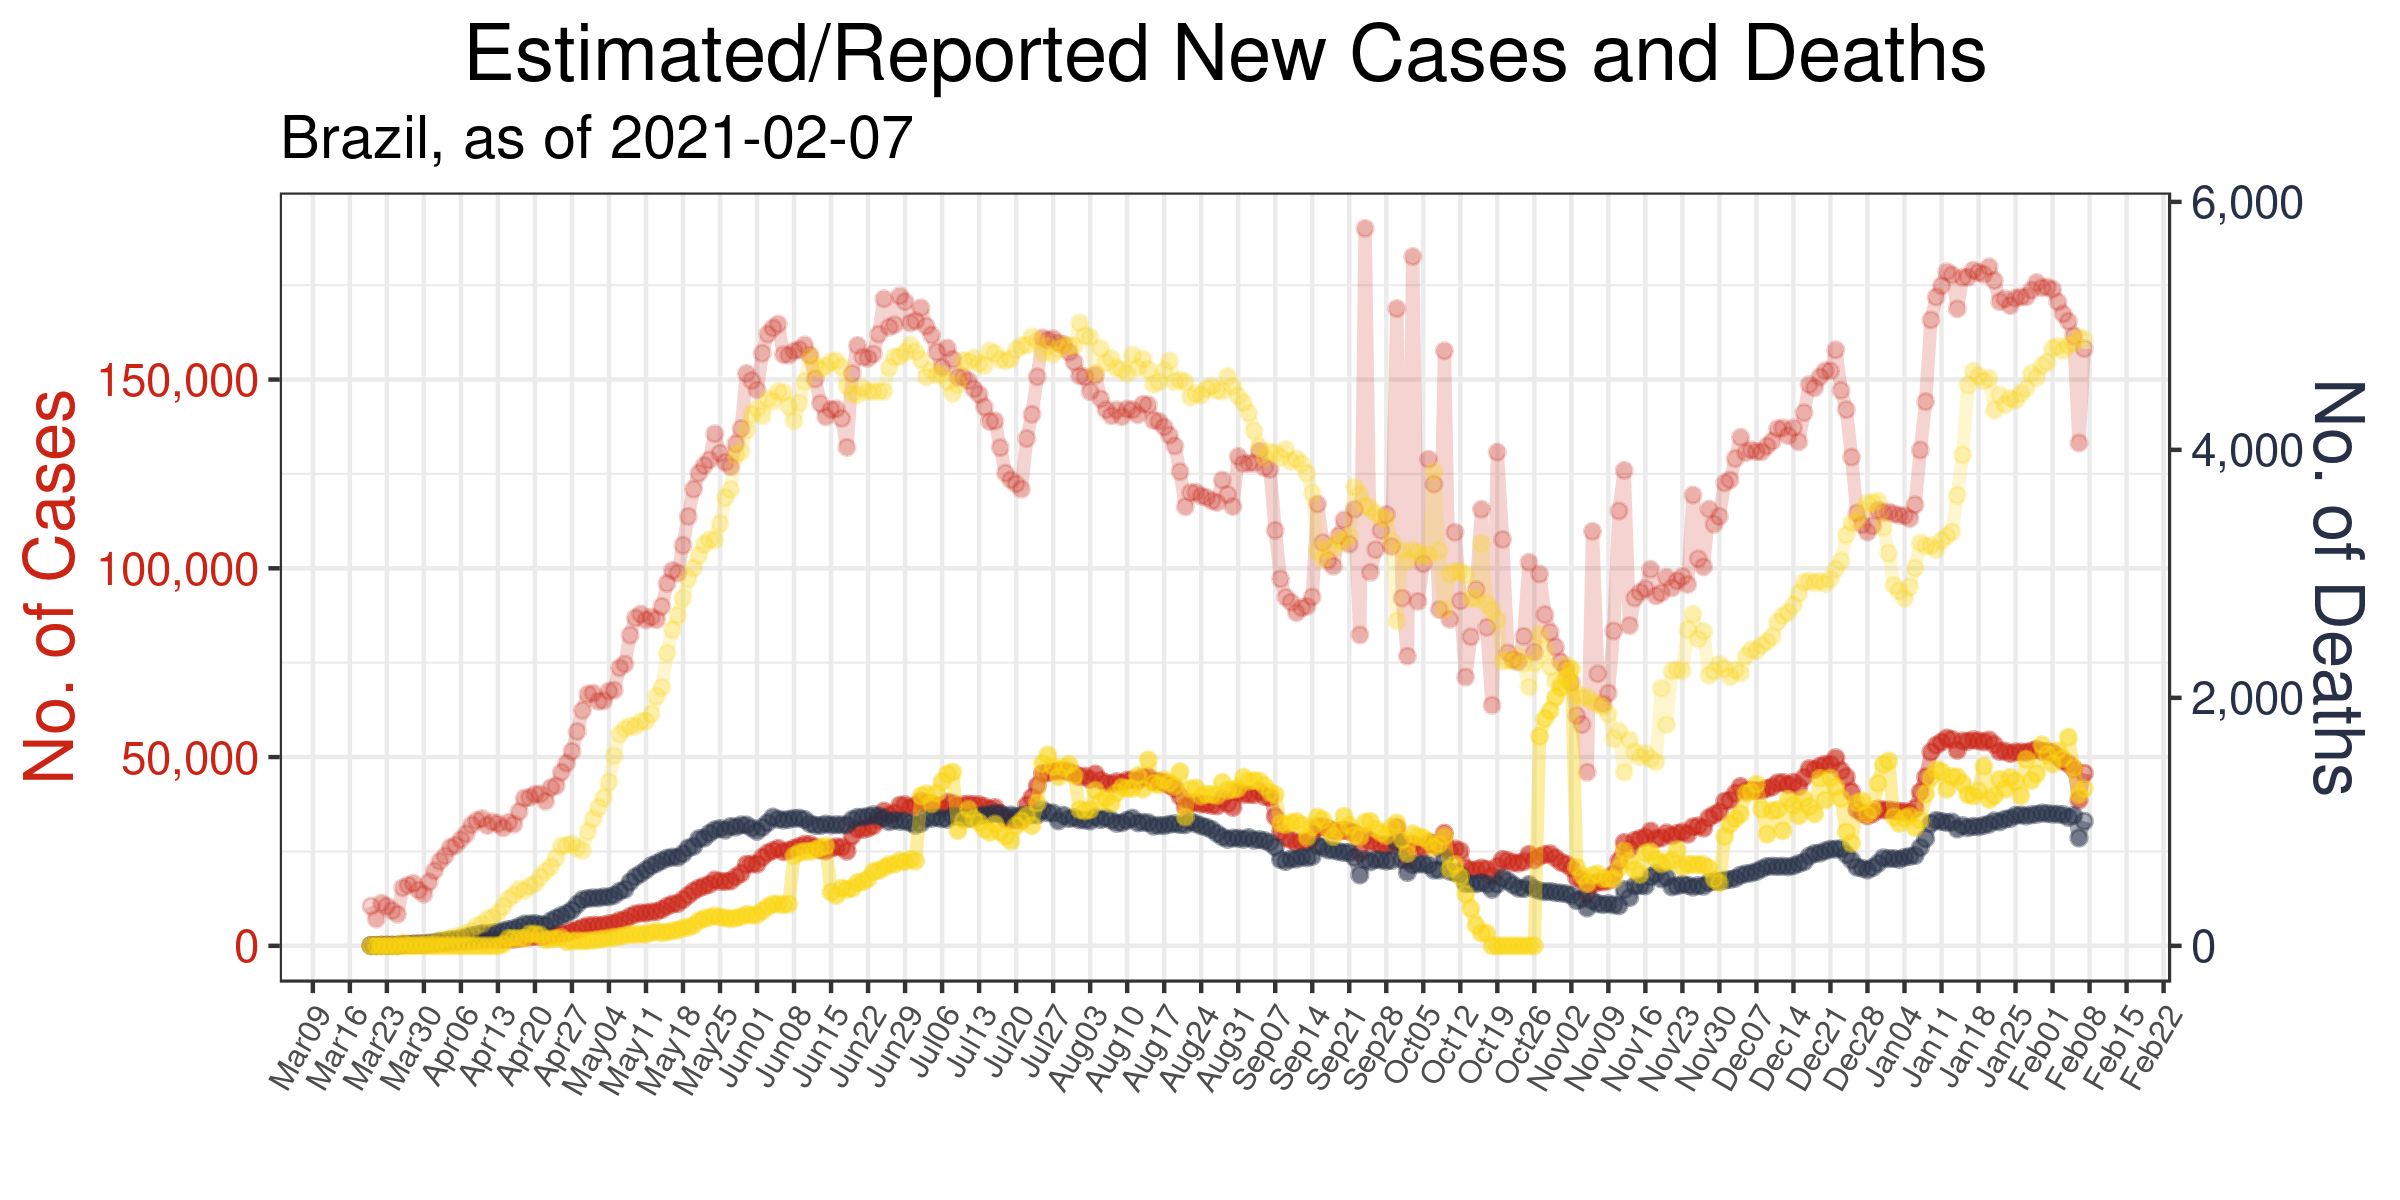 Estimated/Reported New Cases and Deaths
Brazil, as of 2021-02-07
No. of Cases
150,000
100,000
50,000
0
6,000
4,000
2,000
0
No. of Deaths
Mar09
Mar16
Mar23
Mar30
Apr06
Apr13
Apr20
Apr27
May04
May11
May18
May25
Jun01
Jun08
Jun15
Jun22
Jun29
Jul06
Jul13
Jul20
Jul27
Aug03
Aug10
Aug17
Aug24
Aug31
Sep07
Sep14
Sep21
Sep28
Oct05
Oct12
Oct19
Oct26
Nov02
Nov09
Nov16
Nov23
Nov30
Dec07
Dec14
Dec21
Dec28
Jan04
Jan11
Jan18
Jan25
Feb01
Feb08
Feb15
Feb22